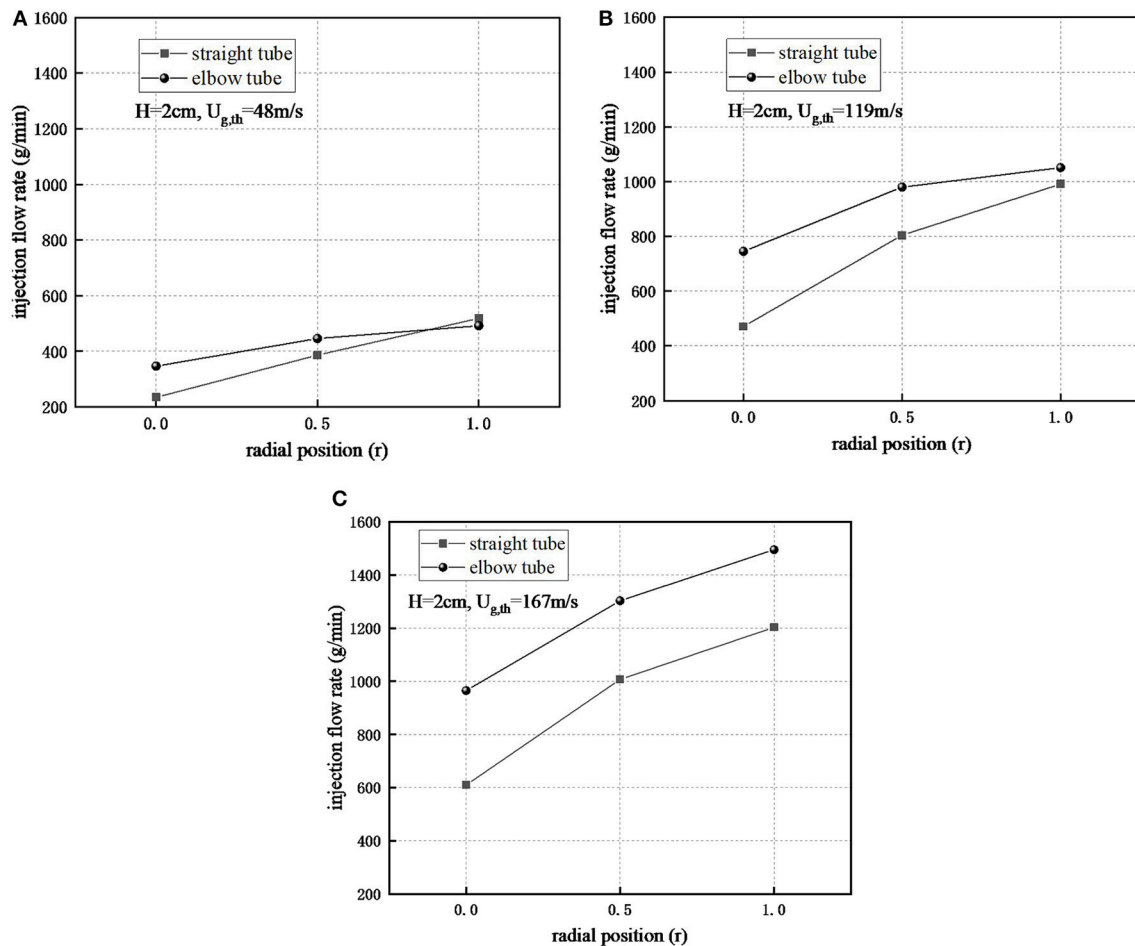 A
1600
1400
1200
1000
800
600
400
200
injection flow rate (g/min)
straight tube
elbow tube
H=2cm, U_{g,th}=48m/s
0.0 0.5 1.0
radial position (r)
B
1600
1400
1200
1000
800
600
400
200
injection flow rate (g/min)
straight tube
elbow tube
H=2cm, U_{g,th}=119m/s
0.0 0.5 1.0
radial position (r)
C
1600
1400
1200
1000
800
600
400
200
injection flow rate (g/min)
straight tube
elbow tube
H=2cm, U_{g,th}=167m/s
0.0 0.5 1.0
radial position (r)